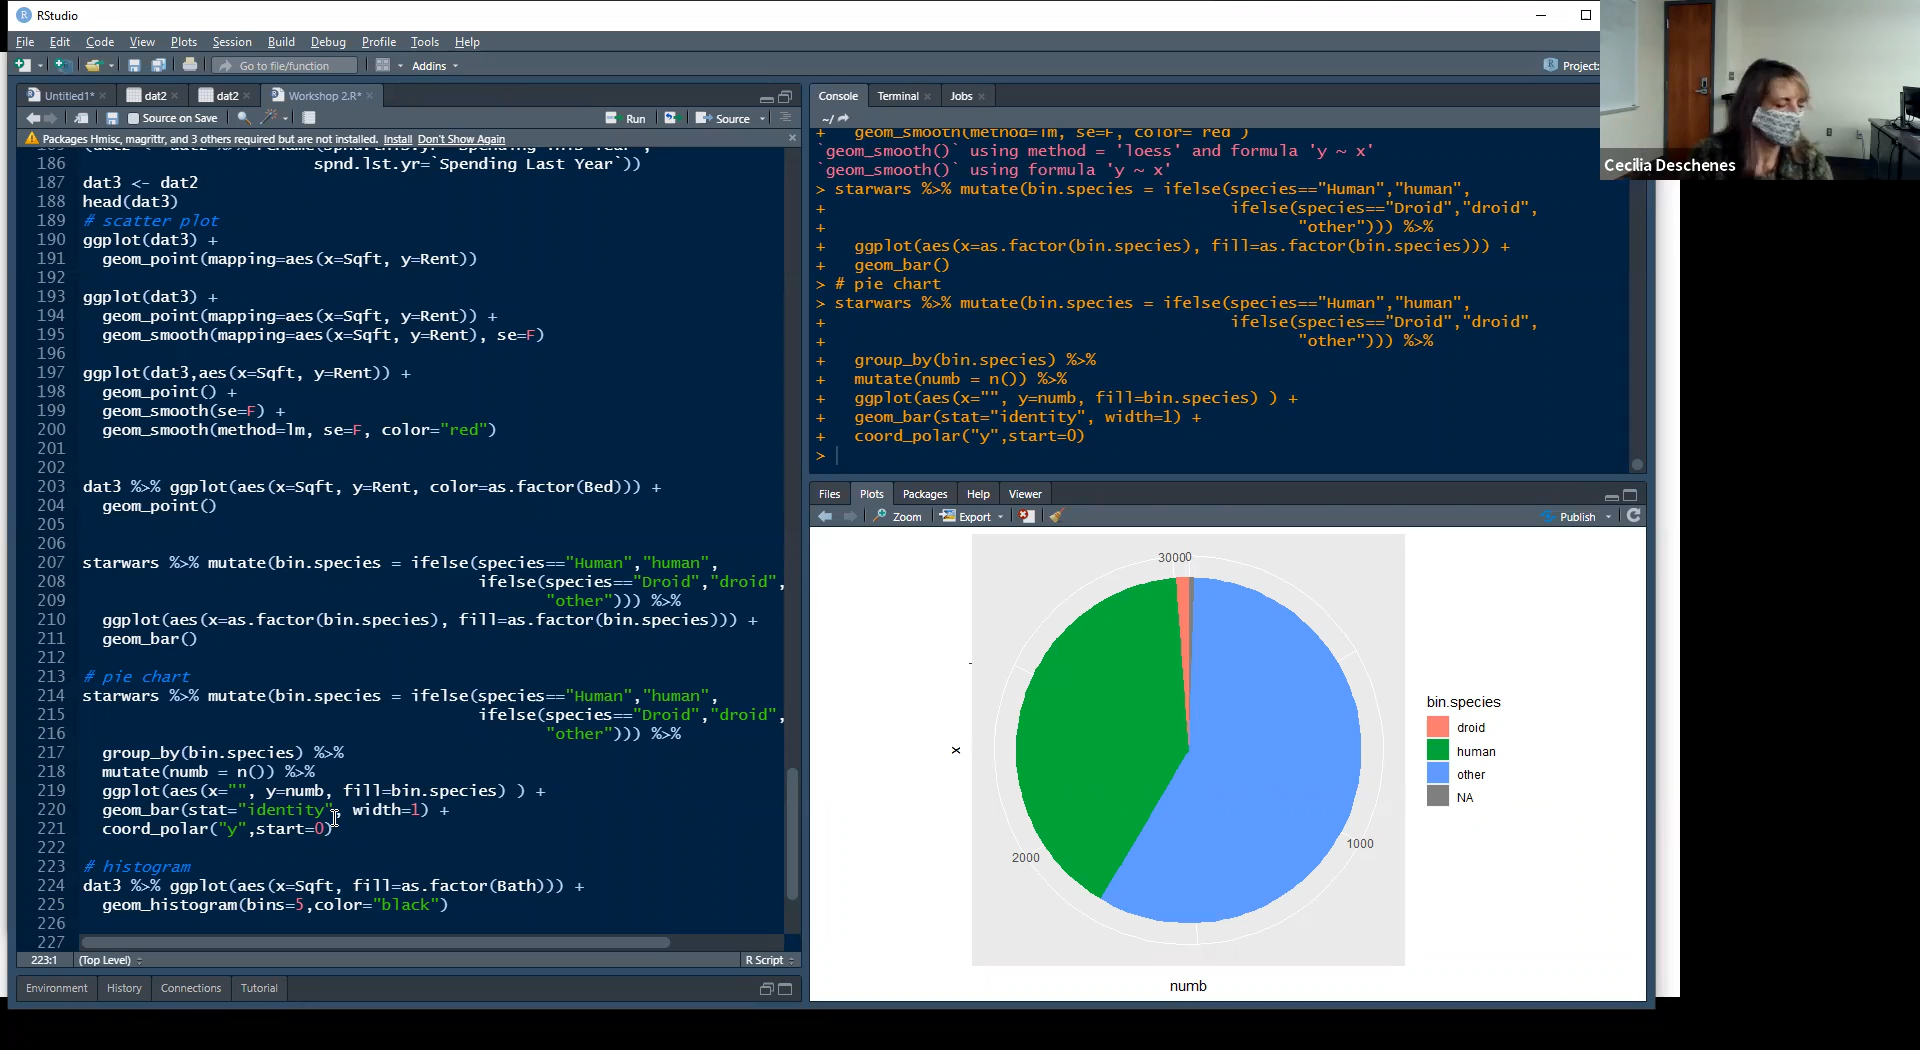 RStudio
File Edit Code View Plots Session Build Debug Profile Tools Help
Go to file/function Addins Project:
Untitled1* dat2 dat2 Workshop 2.R*
Source on Save Run Source
Packages Hmisc, magrittr, and 3 others required but are not installed. Install Don't Show Again
186 spnd.lst.yr=`Spending Last Year`))
187 dat3 <- dat2
188 head(dat3)
189 # scatter plot
190 ggplot(dat3) +
191 geom_point(mapping=aes(x=Sqft, y=Rent))
192
193 ggplot(dat3) +
194 geom_point(mapping=aes(x=Sqft, y=Rent)) +
195 geom_smooth(mapping=aes(x=Sqft, y=Rent), se=F)
196
197 ggplot(dat3,aes(x=Sqft, y=Rent)) +
198 geom_point() +
199 geom_smooth(se=F) +
200 geom_smooth(method=lm, se=F, color="red")
201
202
203 dat3 %>% ggplot(aes(x=Sqft, y=Rent, color=as.factor(Bed))) +
204 geom_point()
205
206
207 starwars %>% mutate(bin.species = ifelse(species=="Human","human",
208 ifelse(species=="Droid","droid",
209 "other"))) %>%
210 ggplot(aes(x=as.factor(bin.species), fill=as.factor(bin.species))) +
211 geom_bar()
212
213 # pie chart
214 starwars %>% mutate(bin.species = ifelse(species=="Human","human",
215 ifelse(species=="Droid","droid",
216 "other"))) %>%
217 group_by(bin.species) %>%
218 mutate(numb = n()) %>%
219 ggplot(aes(x="", y=numb, fill=bin.species) ) +
220 geom_bar(stat="identity", width=1) +
221 coord_polar("y",start=0)
222
223 # histogram
224 dat3 %>% ggplot(aes(x=Sqft, fill=as.factor(Bath))) +
225 geom_histogram(bins=5,color="black")
226
227
223:1 (Top Level) R Script
Environment History Connections Tutorial
Console Terminal Jobs
~/
+ geom_smooth(method=lm, se=F, color="red")
`geom_smooth()` using method = 'loess' and formula 'y ~ x'
`geom_smooth()` using formula 'y ~ x'
> starwars %>% mutate(bin.species = ifelse(species=="Human","human",
+ ifelse(species=="Droid","droid",
+ "other"))) %>%
+ ggplot(aes(x=as.factor(bin.species), fill=as.factor(bin.species))) +
+ geom_bar()
> # pie chart
> starwars %>% mutate(bin.species = ifelse(species=="Human","human",
+ ifelse(species=="Droid","droid",
+ "other"))) %>%
+ group_by(bin.species) %>%
+ mutate(numb = n()) %>%
+ ggplot(aes(x="", y=numb, fill=bin.species) ) +
+ geom_bar(stat="identity", width=1) +
+ coord_polar("y",start=0)
>
Files Plots Packages Help Viewer
Zoom Export Publish
30000
1000
2000
x
numb
bin.species
droid
human
other
NA
Cecilia Deschenes